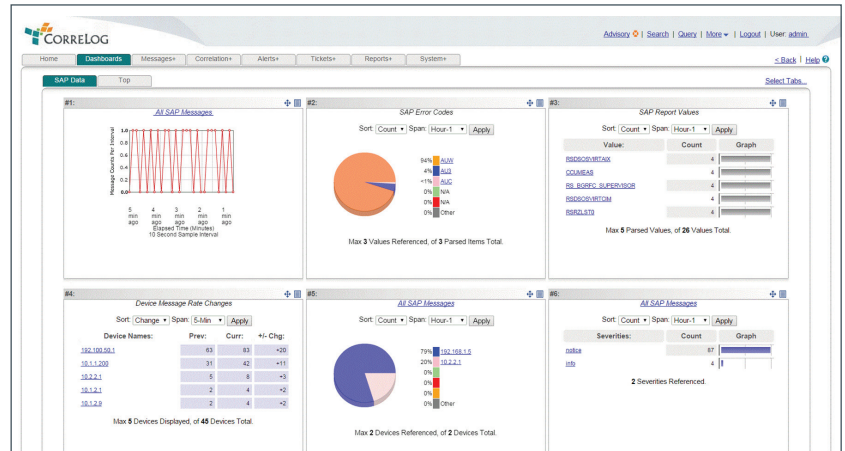 CORRELOG
Advisory | Search | Query | More | Logout | User: admin
Home Dashboards Messages+ Correlation+ Alerts+ Tickets+ Reports+ System+ < Back | Help
SAP Data Top Select Tabs...
#1:
All SAP Messages
Message Counts Per Interval
1.0
0.8
0.6
0.4
0.2
0.0
5 min ago 4 min ago 3 min ago 2 min ago 1 min ago
Elapsed Time (Minutes)
10 Second Sample Interval
#2:
SAP Error Codes
Sort: Count Span: Hour-1 Apply
94% AUW
4% AU3
<1% AUC
0% N/A
0% N/A
0% Other
Max 3 Values Referenced, of 3 Parsed Items Total.
#3:
SAP Report Values
Sort: Count Span: Hour-1 Apply
Value: Count Graph
RSDSOSVIRTAIX 4
CCUMEAS 4
RS_BGRFC_SUPERVISOR 4
RSDSOSVIRTCIM 4
RSRZLST0 4
Max 5 Parsed Values, of 26 Values Total.
#4:
Device Message Rate Changes
Sort: Change Span: 5-Min Apply
Device Names: Prev: Curr: +/- Chg:
192.100.50.1 63 83 +20
10.1.1.200 31 42 +11
10.2.2.1 5 8 +3
10.1.2.1 2 4 +2
10.1.2.9 2 4 +2
Max 5 Devices Displayed, of 45 Devices Total.
#5:
All SAP Messages
Sort: Count Span: Hour-1 Apply
79% 192.168.1.5
20% 10.2.2.1
0%
0%
0%
0% Other
Max 2 Devices Referenced, of 2 Devices Total.
#6:
All SAP Messages
Sort: Count Span: Hour-1 Apply
Severities: Count Graph
notice 87
info 4
2 Severities Referenced.